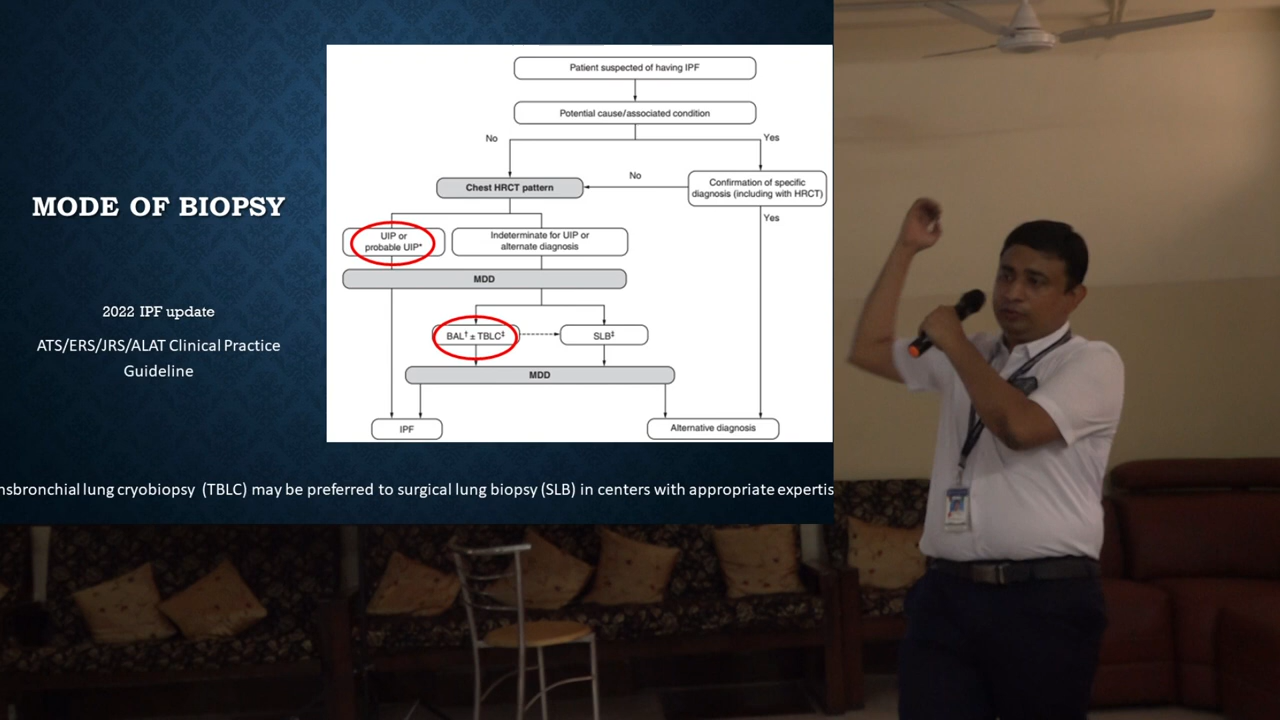 MODE OF BIOPSY
2022 IPF update
ATS/ERS/JRS/ALAT Clinical Practice
Guideline
Patient suspected of having IPF
Potential cause/associated condition
No
Yes
Chest HRCT pattern
No
Confirmation of specific
diagnosis (including with HRCT)
Yes
UIP or
probable UIP*
Indeterminate for UIP or
alternate diagnosis
MDD
BAL† ± TBLC‡
SLB‡
MDD
IPF
Alternative diagnosis
nsbronchial lung cryobiopsy (TBLC) may be preferred to surgical lung biopsy (SLB) in centers with appropriate expertis